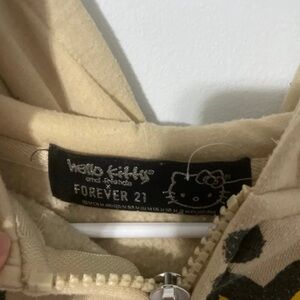 hello kitty
and friends
x
FOREVER 21